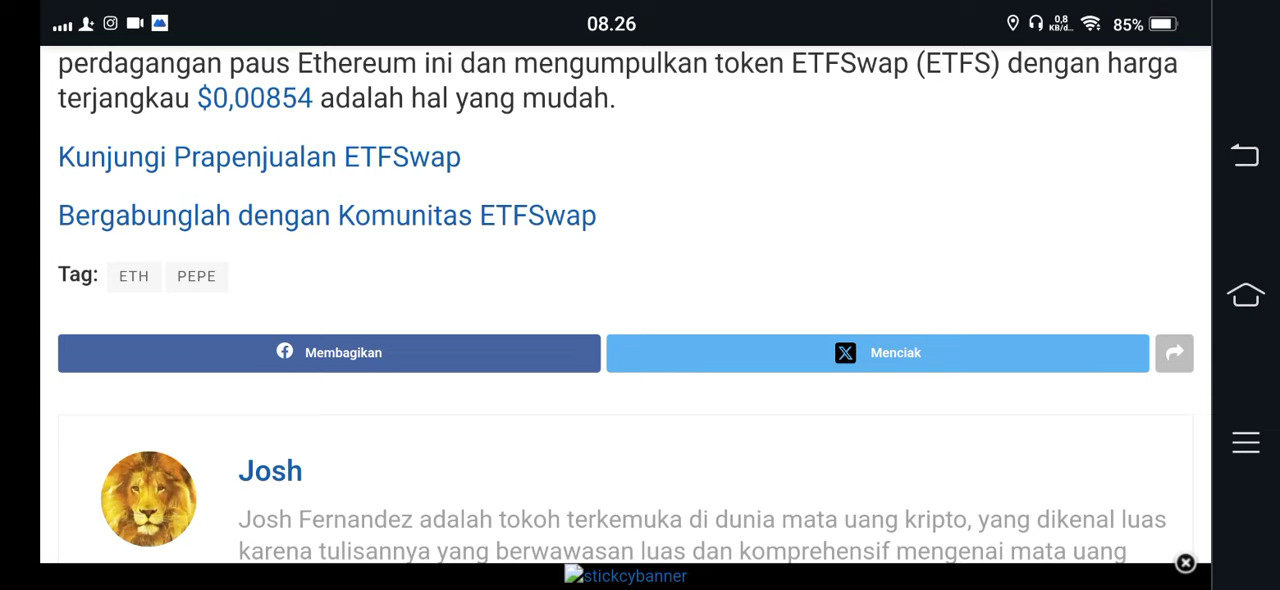 08.26
0,8
KB/d...
85%
perdagangan paus Ethereum ini dan mengumpulkan token ETFSwap (ETFS) dengan harga
terjangkau $0,00854 adalah hal yang mudah.
Kunjungi Prapenjualan ETFSwap
Bergabunglah dengan Komunitas ETFSwap
Tag: ETH PEPE
Membagikan
Menciak
Josh
Josh Fernandez adalah tokoh terkemuka di dunia mata uang kripto, yang dikenal luas
karena tulisannya yang berwawasan luas dan komprehensif mengenai mata uang
stickcybanner